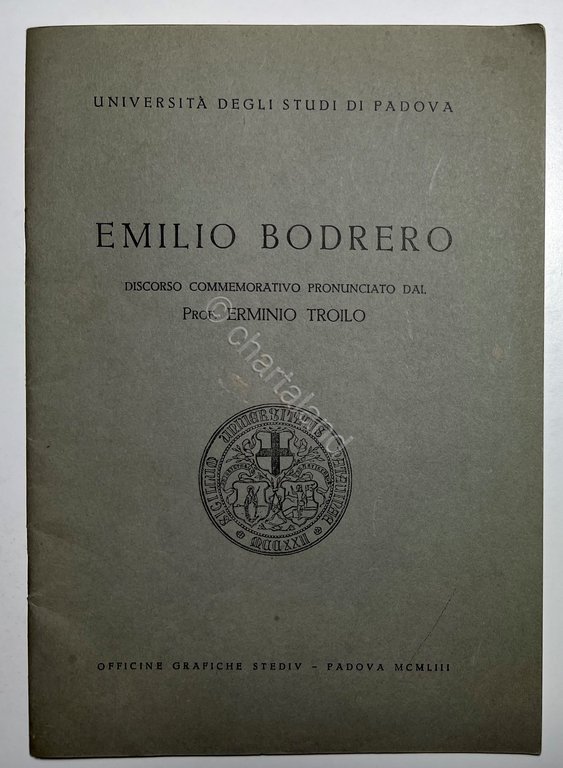 UNIVERSITÀ DEGLI STUDI DI PADOVA
EMILIO BODRERO
DISCORSO COMMEMORATIVO PRONUNCIATO DAL
PROF. ERMINIO TROILO
© chartaland
OFFICINE GRAFICHE STEDIV - PADOVA MCMLIII